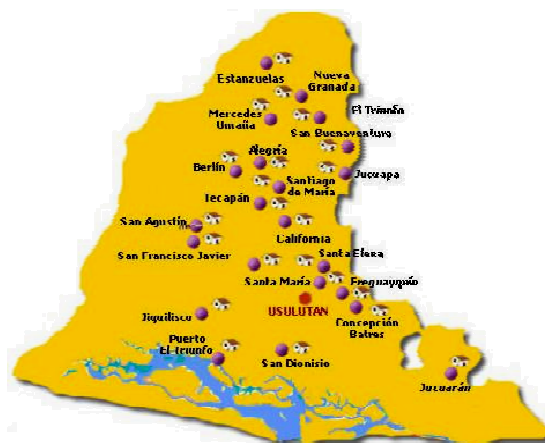 Estanzuelas
Nueva
Granada
El Triunfo
Mercedes
Umaña
San Buenaventura
Alegría
Berlín
Jucuapa
Santiago
de María
Tecapán
San Agustín
California
San Francisco Javier
Santa Elena
Santa María
Ereguayquín
USULUTAN
Jiquilisco
Concepción
Batres
Puerto
El Triunfo
San Dionisio
Jucuarán